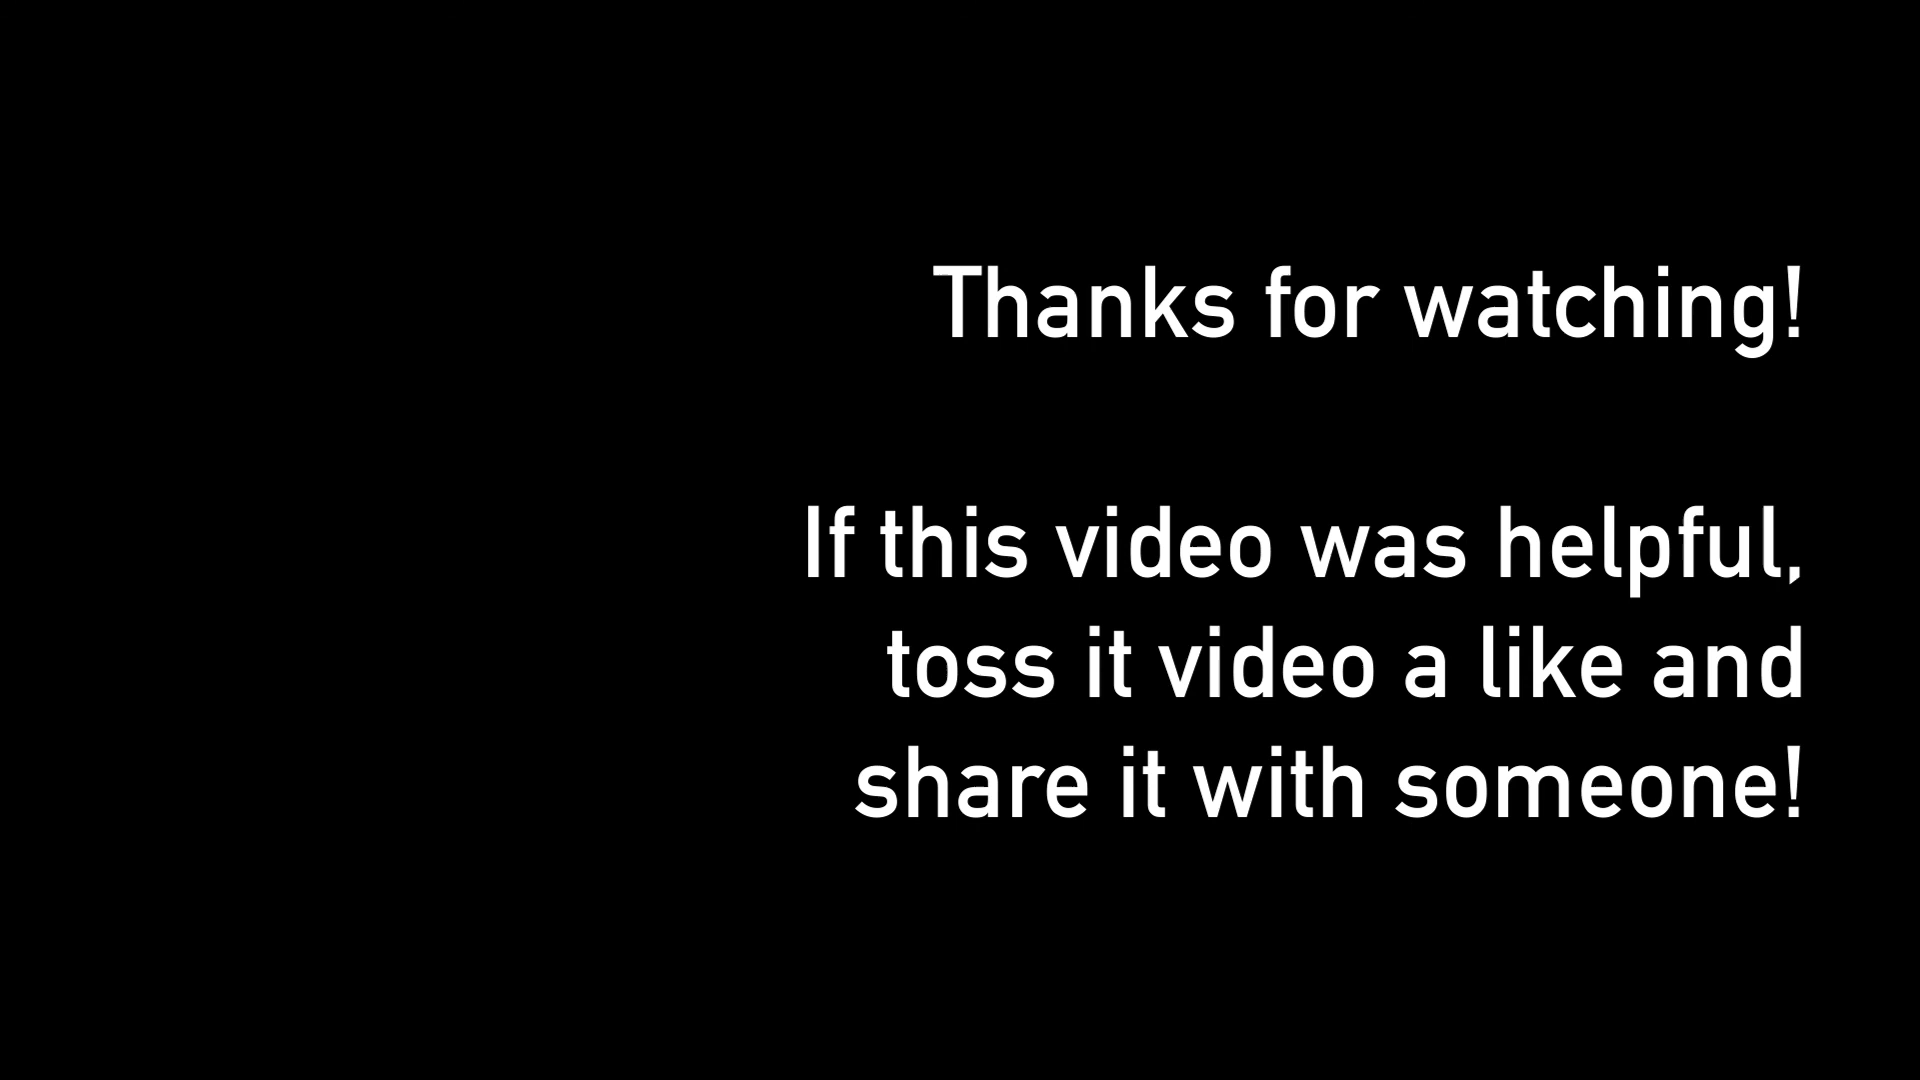 Thanks for watching!
If this video was helpful,
toss it video a like and
share it with someone!